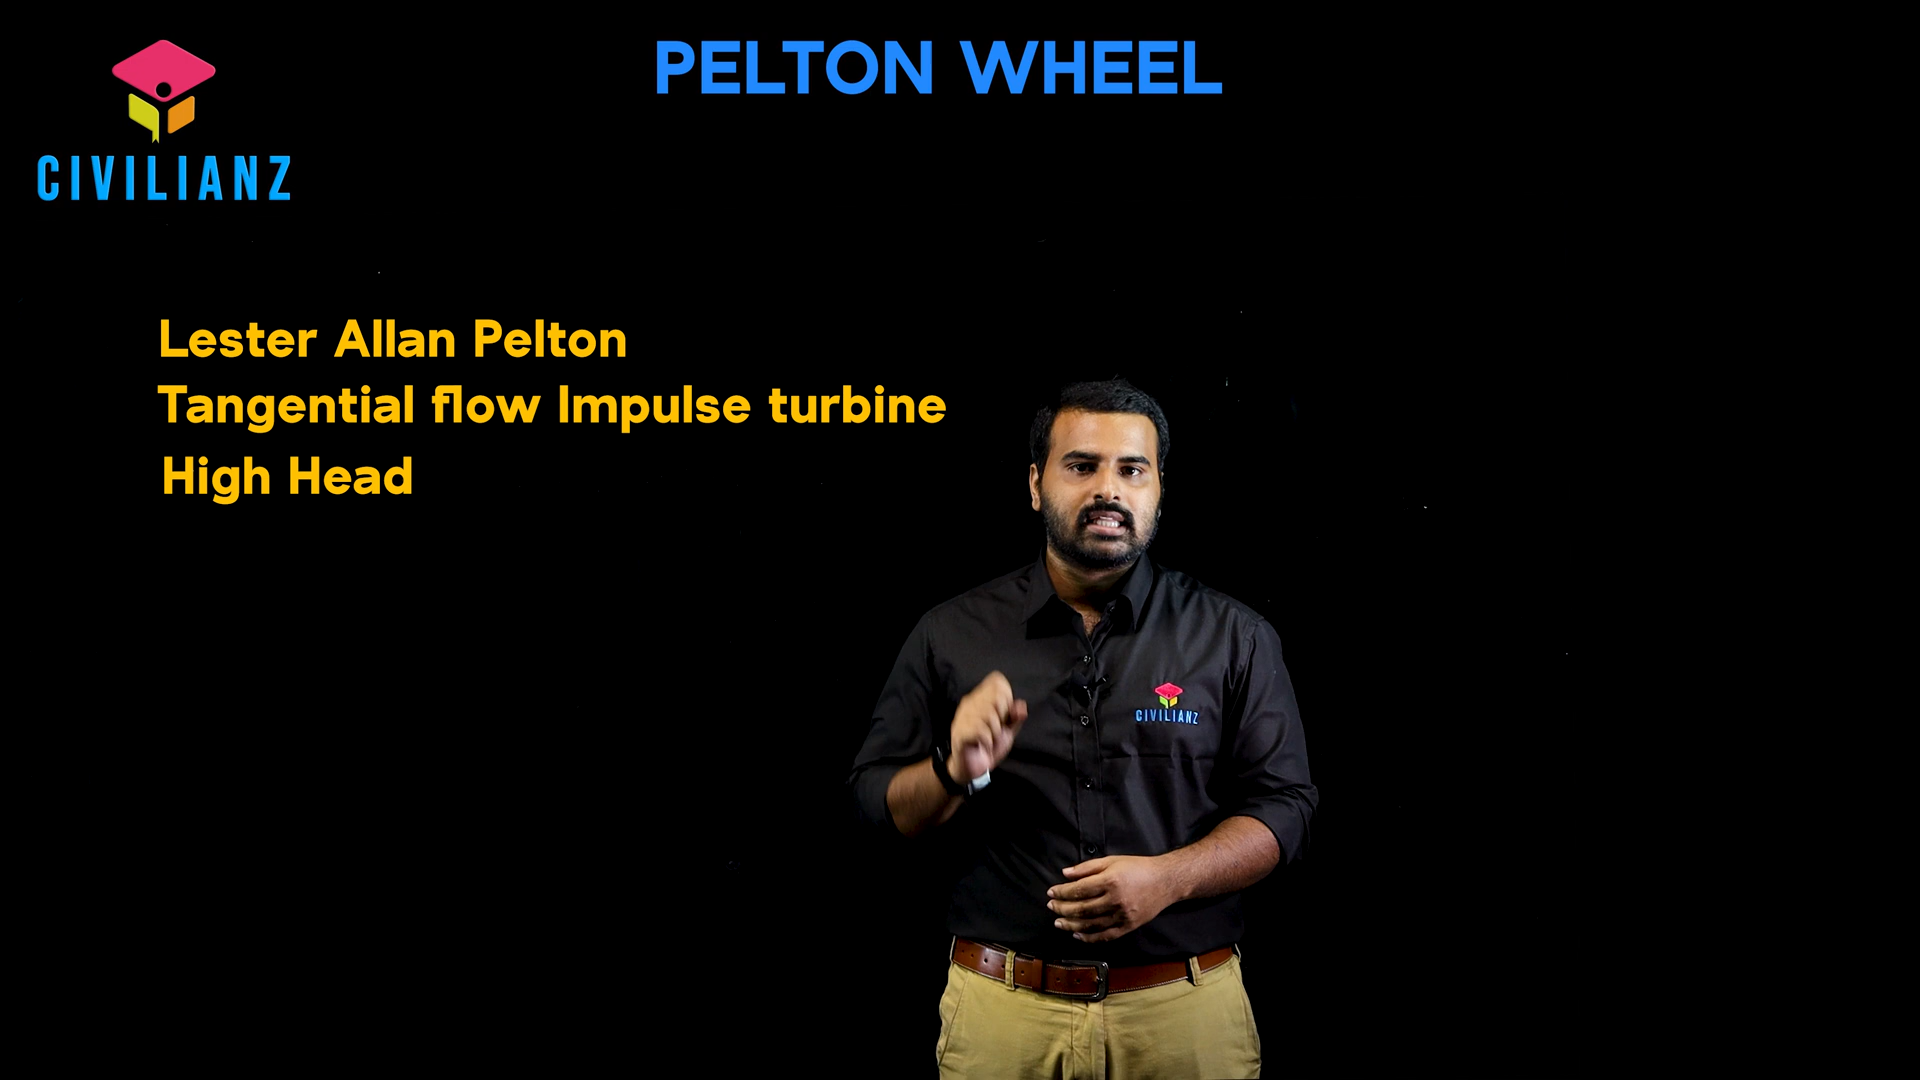 PELTON WHEEL
CIVILIANZ
Lester Allan Pelton
Tangential flow Impulse turbine
High Head
CIVILIANZ